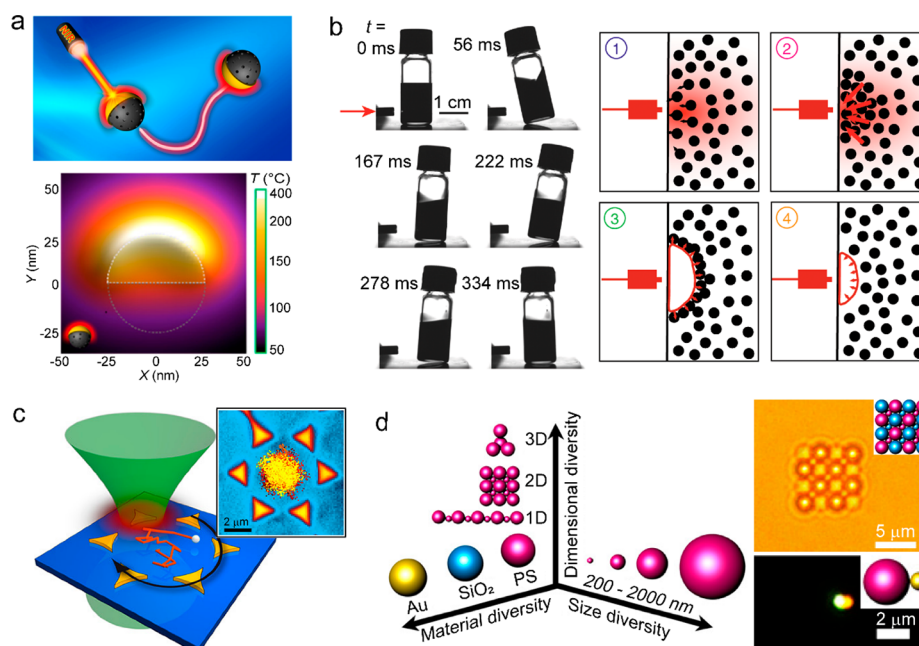 a
T (°C)
400
200
150
100
50
Y (nm)
50
25
0
-25
-50
-25
0
25
50
X (nm)
b
t =
0 ms
56 ms
1 cm
167 ms
222 ms
278 ms
334 ms
1
2
3
4
c
2 μm
d
3D
2D
1D
Dimensional diversity
Au
SiO₂
PS
Material diversity
200 - 2000 nm
Size diversity
5 μm
2 μm